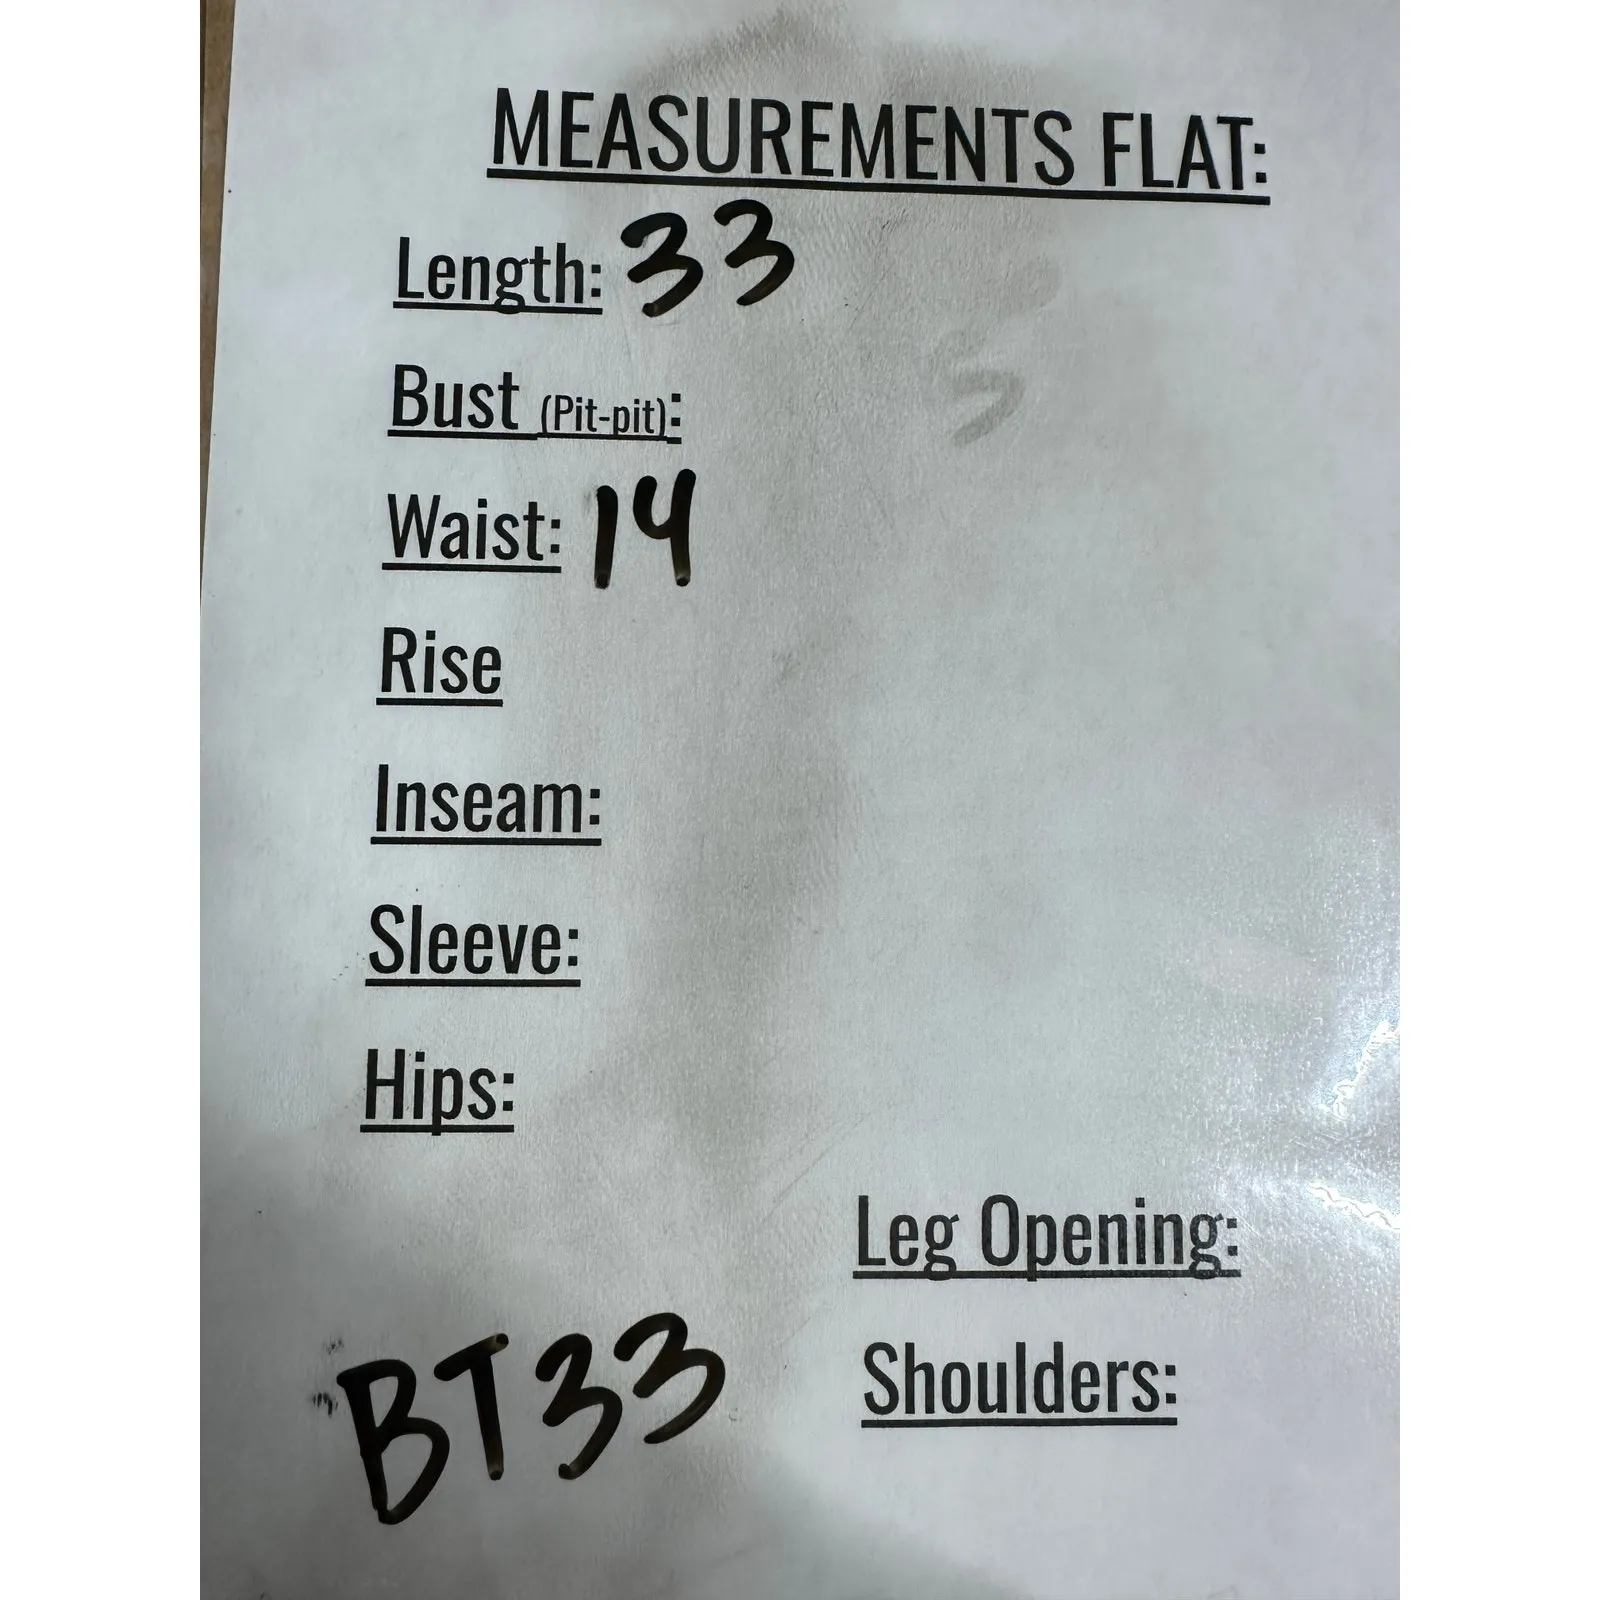 MEASUREMENTS FLAT:
Length: 33
Bust (Pit-pit):
Waist: 14
Rise
Inseam:
Sleeve:
Hips:
Leg Opening:
Shoulders:
BT33